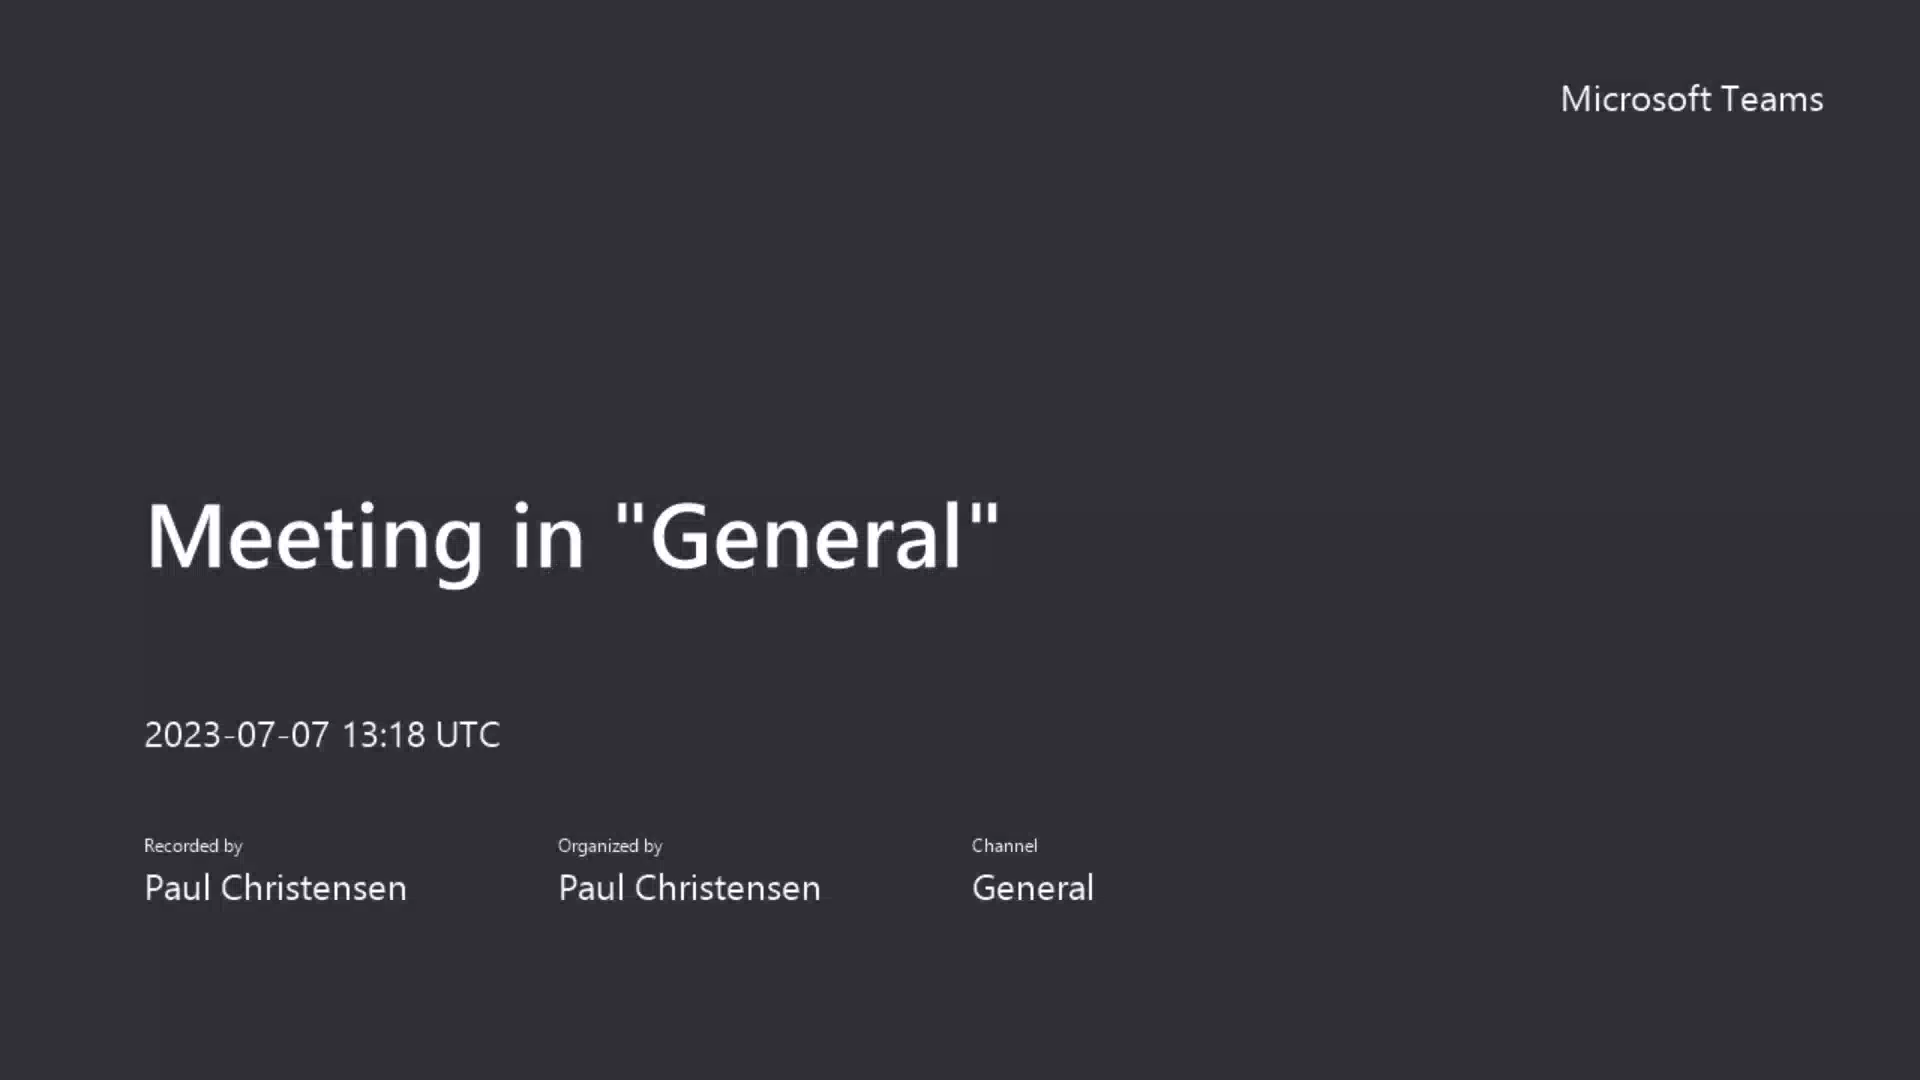 Microsoft Teams
Meeting in "General"
2023-07-07 13:18 UTC
Recorded by
Paul Christensen
Organized by
Paul Christensen
Channel
General